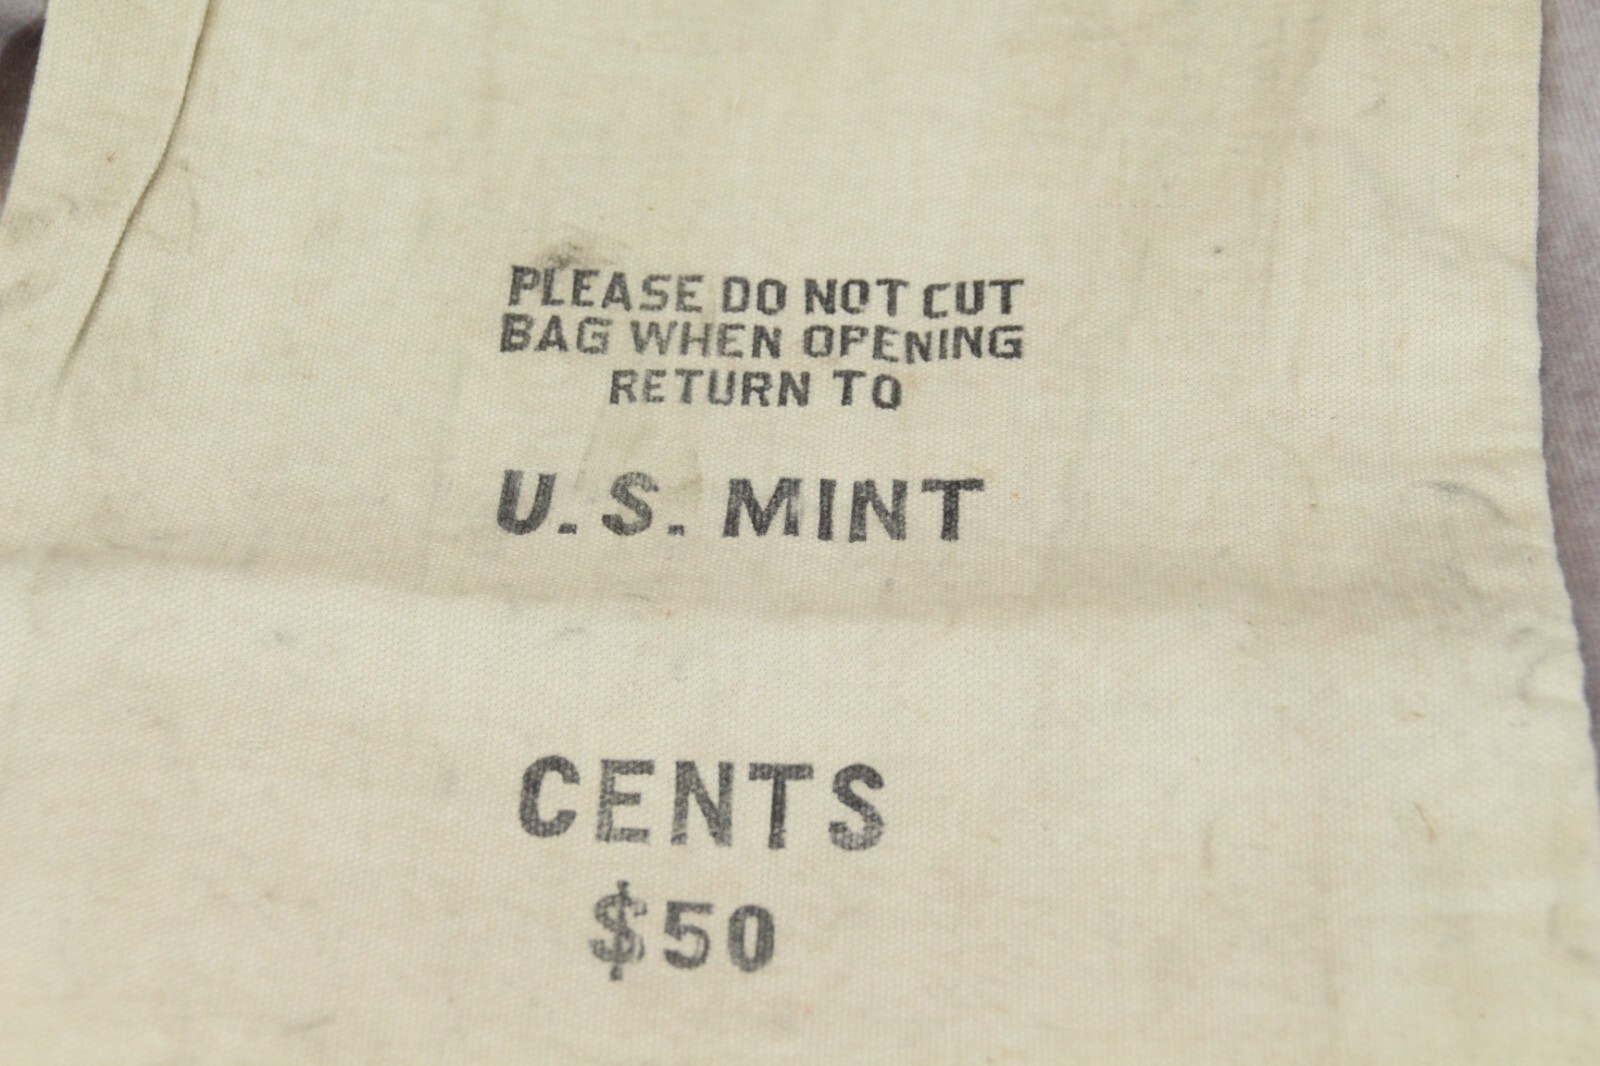 PLEASE DO NOT CUT
BAG WHEN OPENING
RETURN TO
U.S. MINT
CENTS
$50